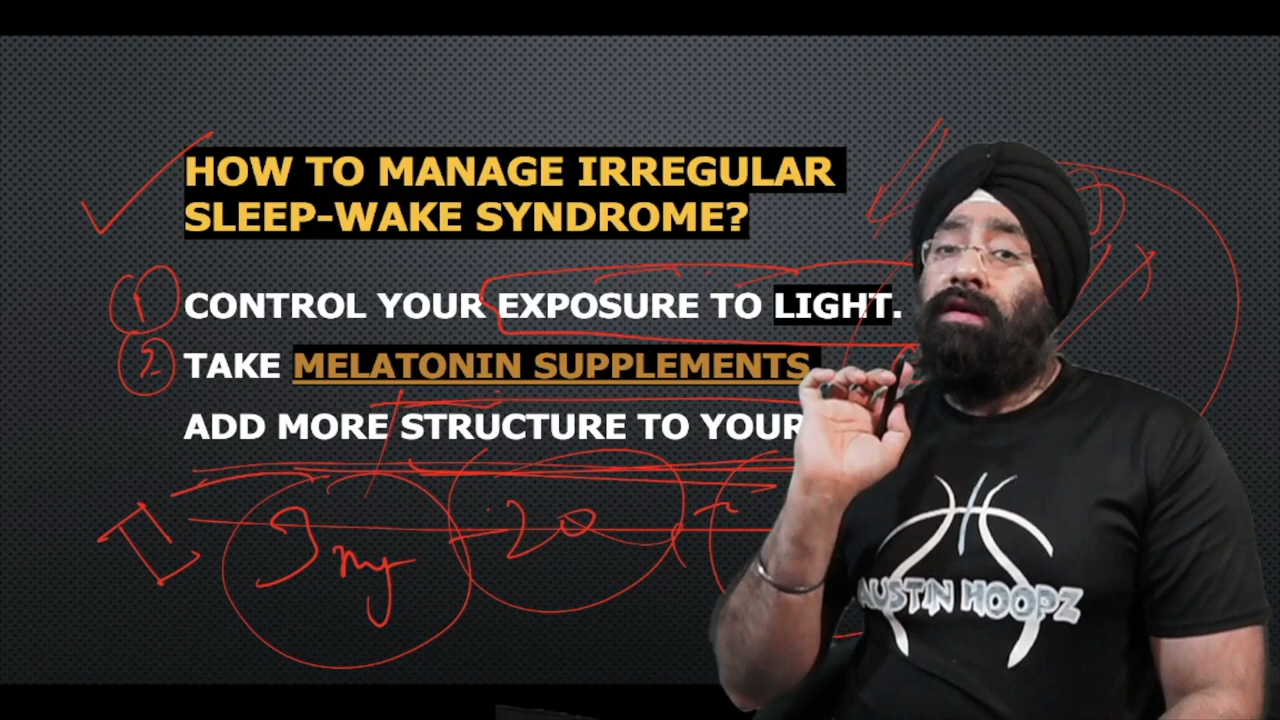 HOW TO MANAGE IRREGULAR
SLEEP-WAKE SYNDROME?
1 CONTROL YOUR EXPOSURE TO LIGHT.
2 TAKE MELATONIN SUPPLEMENTS
ADD MORE STRUCTURE TO YOUR
3 mg 20
AUSTIN HOOPZ